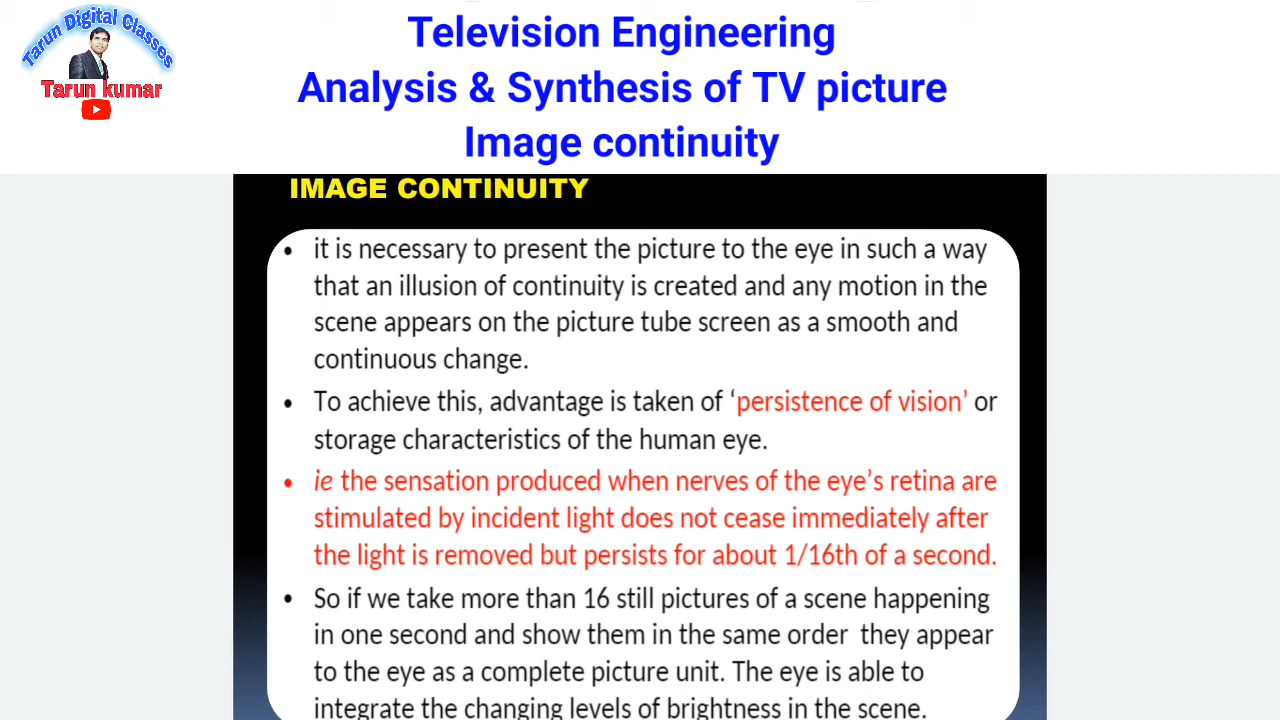 Tarun Digital Classes
Tarun kumar
Television Engineering
Analysis & Synthesis of TV picture
Image continuity
IMAGE CONTINUITY
• it is necessary to present the picture to the eye in such a way
that an illusion of continuity is created and any motion in the
scene appears on the picture tube screen as a smooth and
continuous change.
• To achieve this, advantage is taken of ‘persistence of vision’ or
storage characteristics of the human eye.
• ie the sensation produced when nerves of the eye’s retina are
stimulated by incident light does not cease immediately after
the light is removed but persists for about 1/16th of a second.
• So if we take more than 16 still pictures of a scene happening
in one second and show them in the same order they appear
to the eye as a complete picture unit. The eye is able to
integrate the changing levels of brightness in the scene.